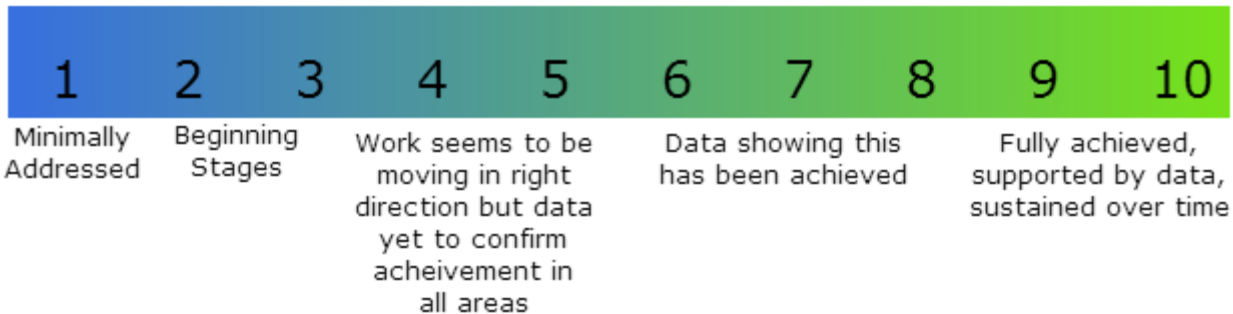 1 2 3 4 5 6 7 8 9 10
Minimally
Addressed
Beginning
Stages
Work seems to be
moving in right
direction but data
yet to confirm
acheivement in
all areas
Data showing this
has been achieved
Fully achieved,
supported by data,
sustained over time